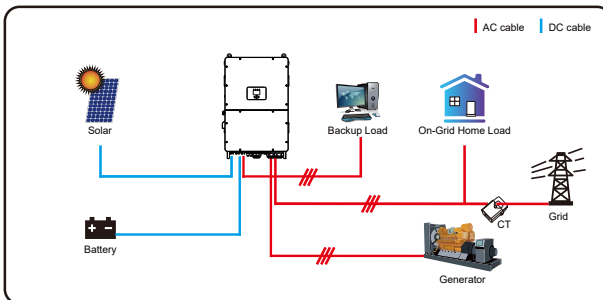 AC cable
DC cable
Solar
Backup Load
On-Grid Home Load
Battery
CT
Grid
Generator